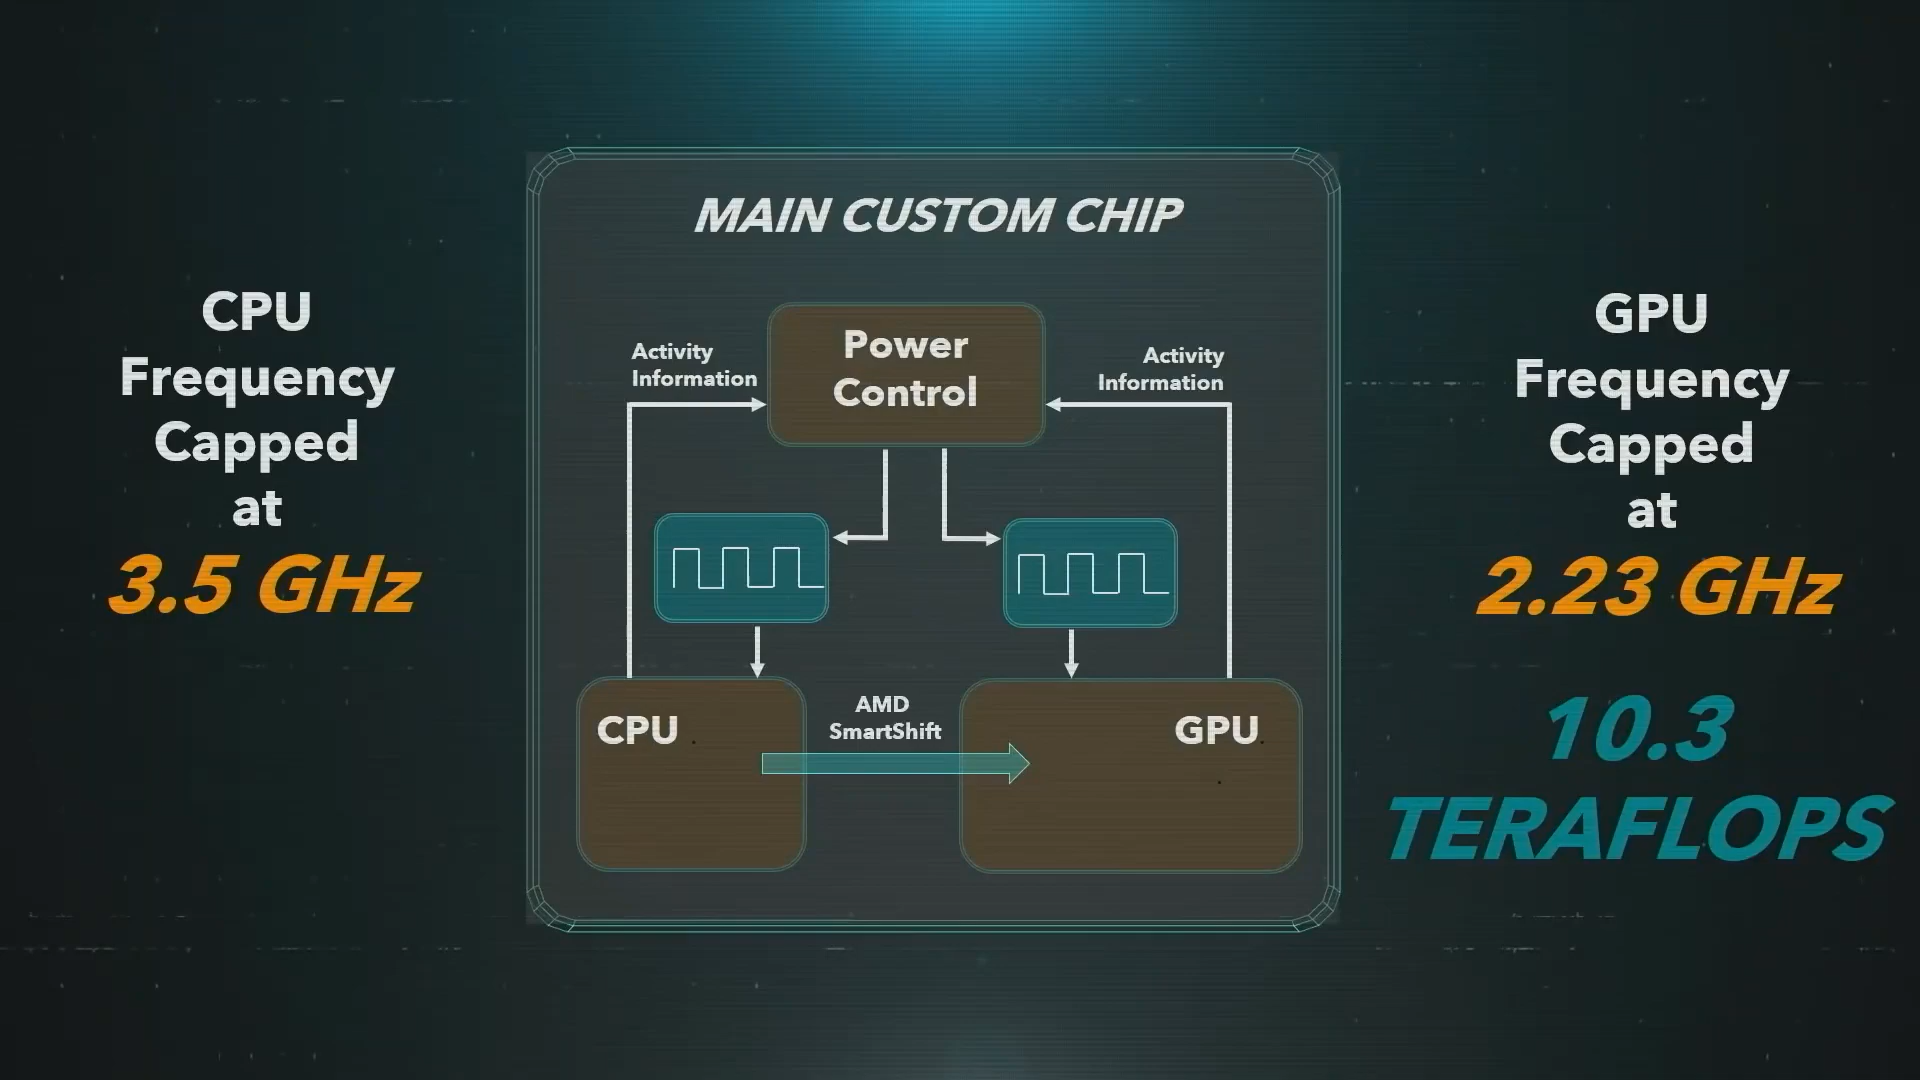 MAIN CUSTOM CHIP
CPU
Frequency
Capped
at
3.5 GHz
Activity
Information
Power
Control
Activity
Information
CPU
AMD
SmartShift
GPU
GPU
Frequency
Capped
at
2.23 GHz
10.3
TERAFLOPS